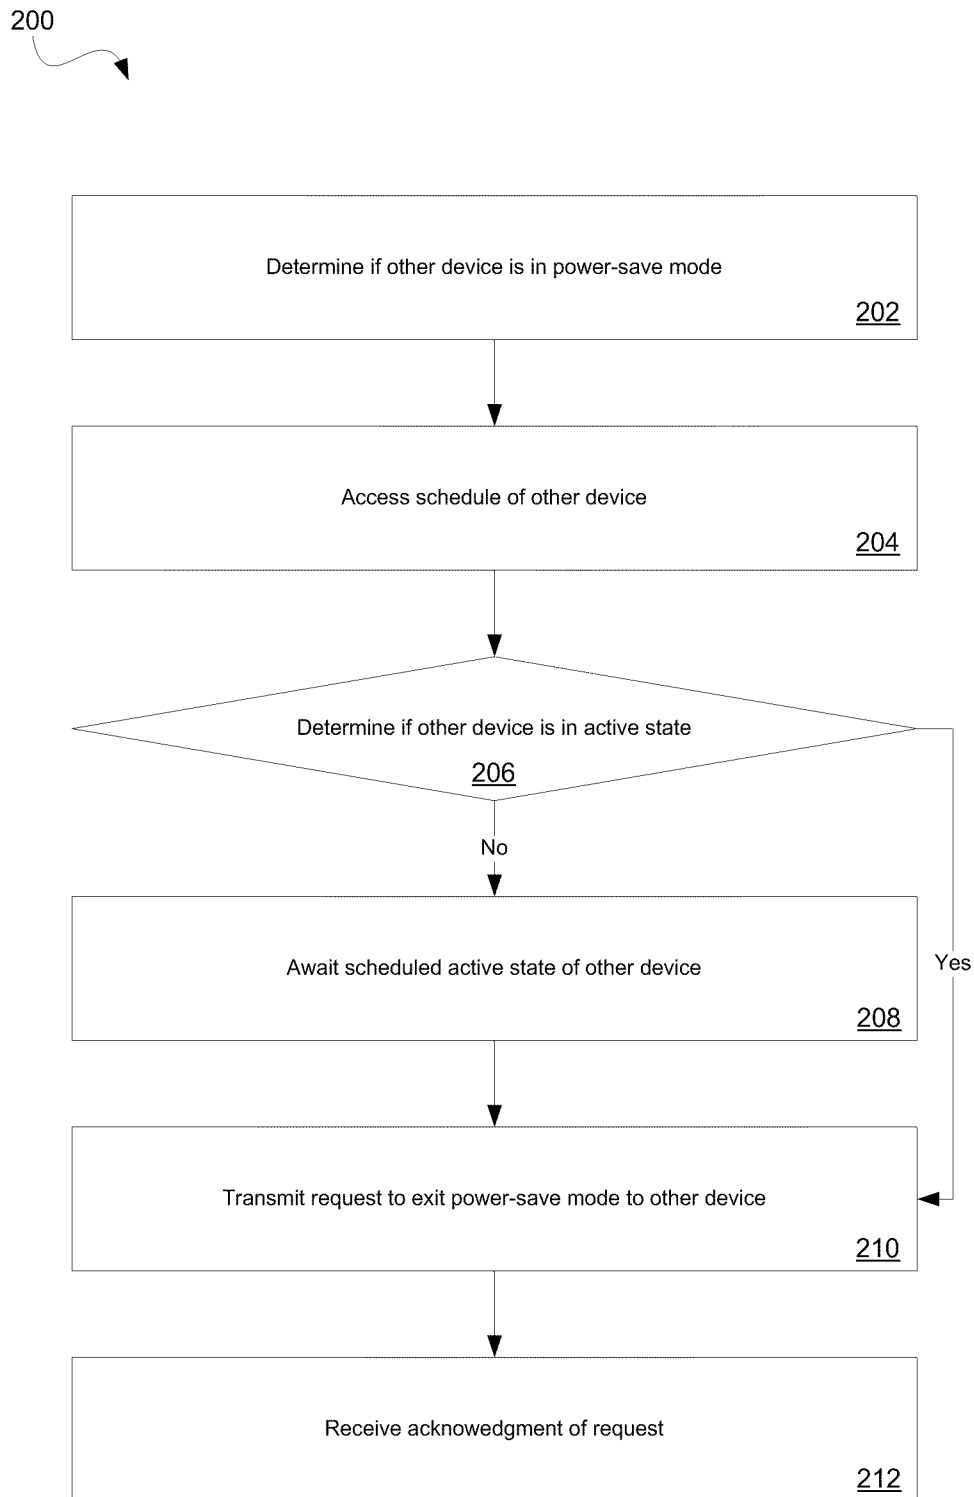 200
Determine if other device is in power-save mode
202
Access schedule of other device
204
Determine if other device is in active state
206
No
Await scheduled active state of other device
Yes
208
Transmit request to exit power-save mode to other device
210
Receive acknowedgment of request
212